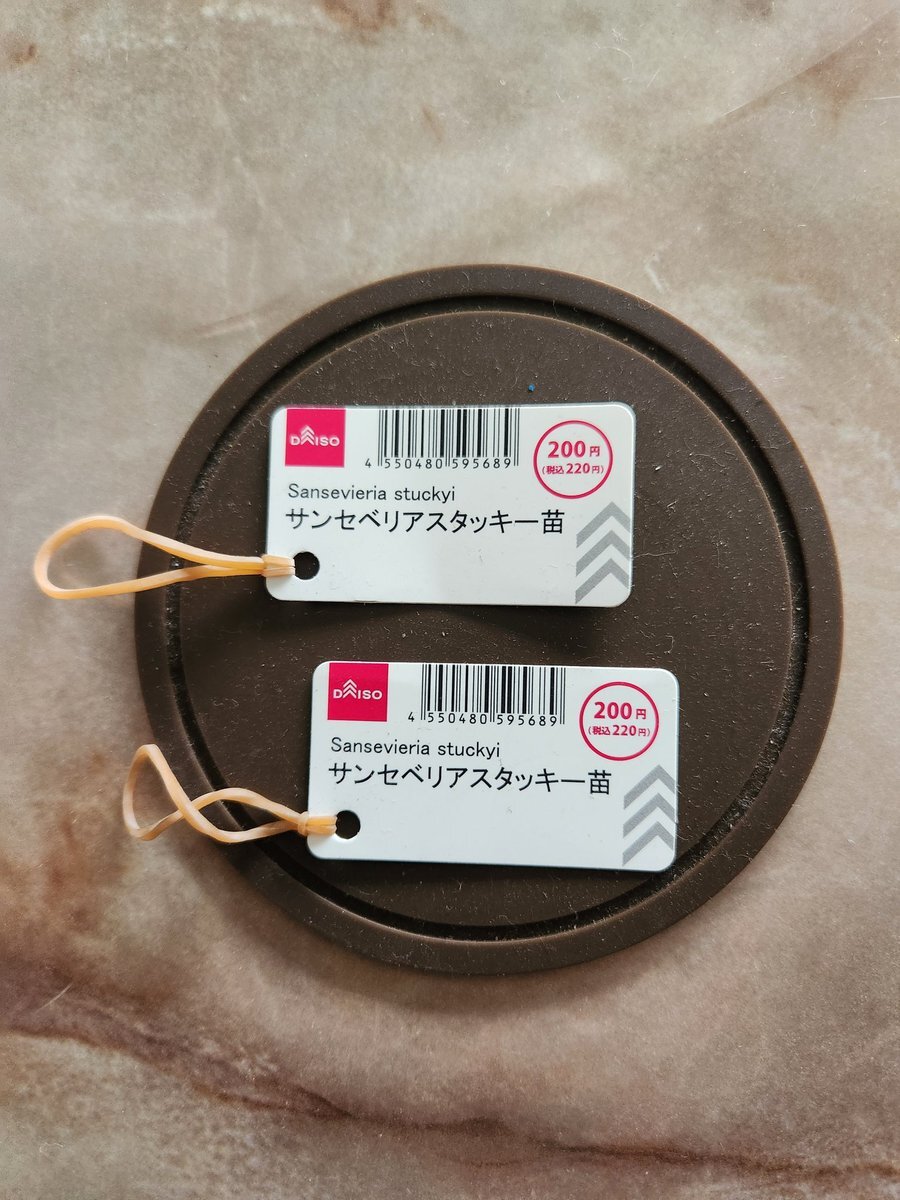 DAISO
4 550480 595689
200円
(税込220円)
Sansevieria stuckyi
サンセベリアスタッキー苗
DAISO
4 550480 595689
200円
(税込220円)
Sansevieria stuckyi
サンセベリアスタッキー苗